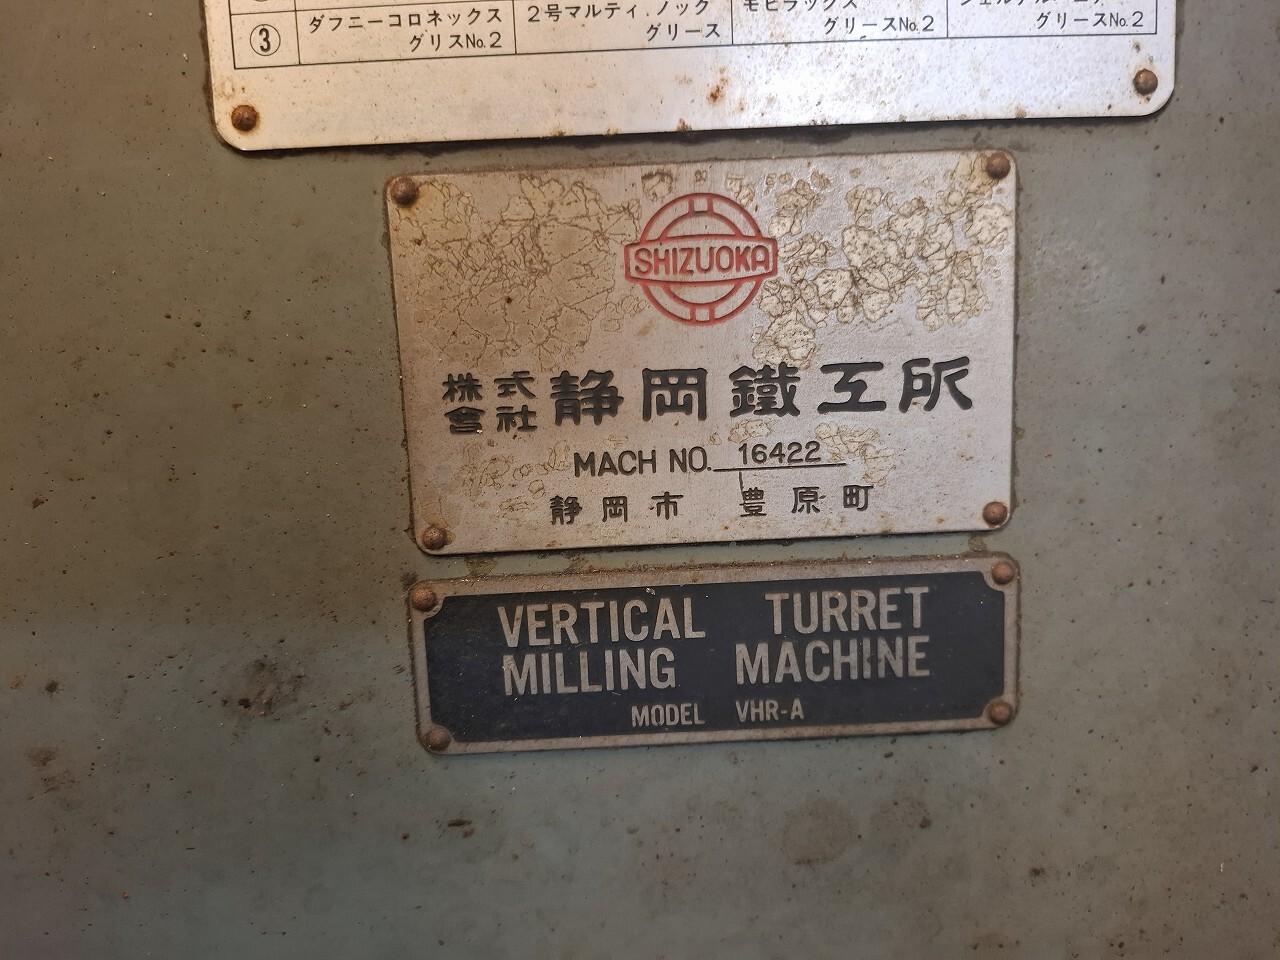 ③ ダフニーコロネックス グリスNo.2
2号マルティ ノック グリース
モビラックス グリースNo.2
グリースNo.2
SHIZUOKA
株式會社 静岡鐵工所
MACH NO. 16422
静岡市 豊原町
VERTICAL TURRET
MILLING MACHINE
MODEL VHR-A